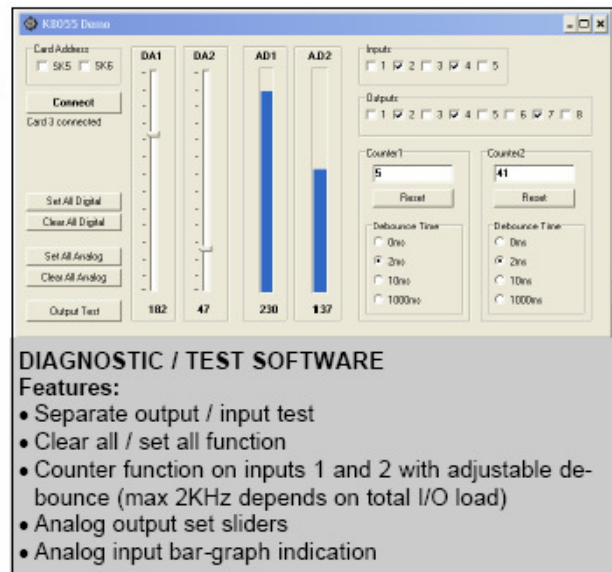 K8055 Demo
Card Address
SK5 SK6
Connect
Card 3 connected
Set All Digital
Clear All Digital
Set All Analog
Clear All Analog
Output Test
DA1 DA2 AD1 AD2
182 47 230 137
Inputs
1 2 3 4 5
Outputs
1 2 3 4 5 6 7 8
Counter1
5
Reset
Debounce Time
0ms
2ms
10ms
1000ms
Counter2
41
Reset
Debounce Time
0ms
2ms
10ms
1000ms
DIAGNOSTIC / TEST SOFTWARE
Features:
• Separate output / input test
• Clear all / set all function
• Counter function on inputs 1 and 2 with adjustable de-
bounce (max 2KHz depends on total I/O load)
• Analog output set sliders
• Analog input bar-graph indication